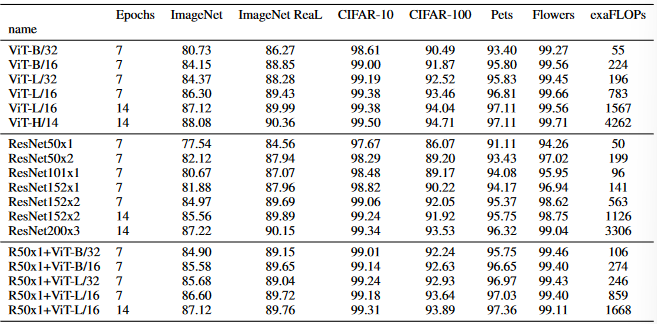 Epochs ImageNet ImageNet ReaL CIFAR-10 CIFAR-100 Pets Flowers exaFLOPs
name
ViT-B/32 7 80.73 86.27 98.61 90.49 93.40 99.27 55
ViT-B/16 7 84.15 88.85 99.00 91.87 95.80 99.56 224
ViT-L/32 7 84.37 88.28 99.19 92.52 95.83 99.45 196
ViT-L/16 7 86.30 89.43 99.38 93.46 96.81 99.66 783
ViT-L/16 14 87.12 89.99 99.38 94.04 97.11 99.56 1567
ViT-H/14 14 88.08 90.36 99.50 94.71 97.11 99.71 4262
ResNet50x1 7 77.54 84.56 97.67 86.07 91.11 94.26 50
ResNet50x2 7 82.12 87.94 98.29 89.20 93.43 97.02 199
ResNet101x1 7 80.67 87.07 98.48 89.17 94.08 95.95 96
ResNet152x1 7 81.88 87.96 98.82 90.22 94.17 96.94 141
ResNet152x2 7 84.97 89.69 99.06 92.05 95.37 98.62 563
ResNet152x2 14 85.56 89.89 99.24 91.92 95.75 98.75 1126
ResNet200x3 14 87.22 90.15 99.34 93.53 96.32 99.04 3306
R50x1+ViT-B/32 7 84.90 89.15 99.01 92.24 95.75 99.46 106
R50x1+ViT-B/16 7 85.58 89.65 99.14 92.63 96.65 99.40 274
R50x1+ViT-L/32 7 85.68 89.04 99.24 92.93 96.97 99.43 246
R50x1+ViT-L/16 7 86.60 89.72 99.18 93.64 97.03 99.40 859
R50x1+ViT-L/16 14 87.12 89.76 99.31 93.89 97.36 99.11 1668